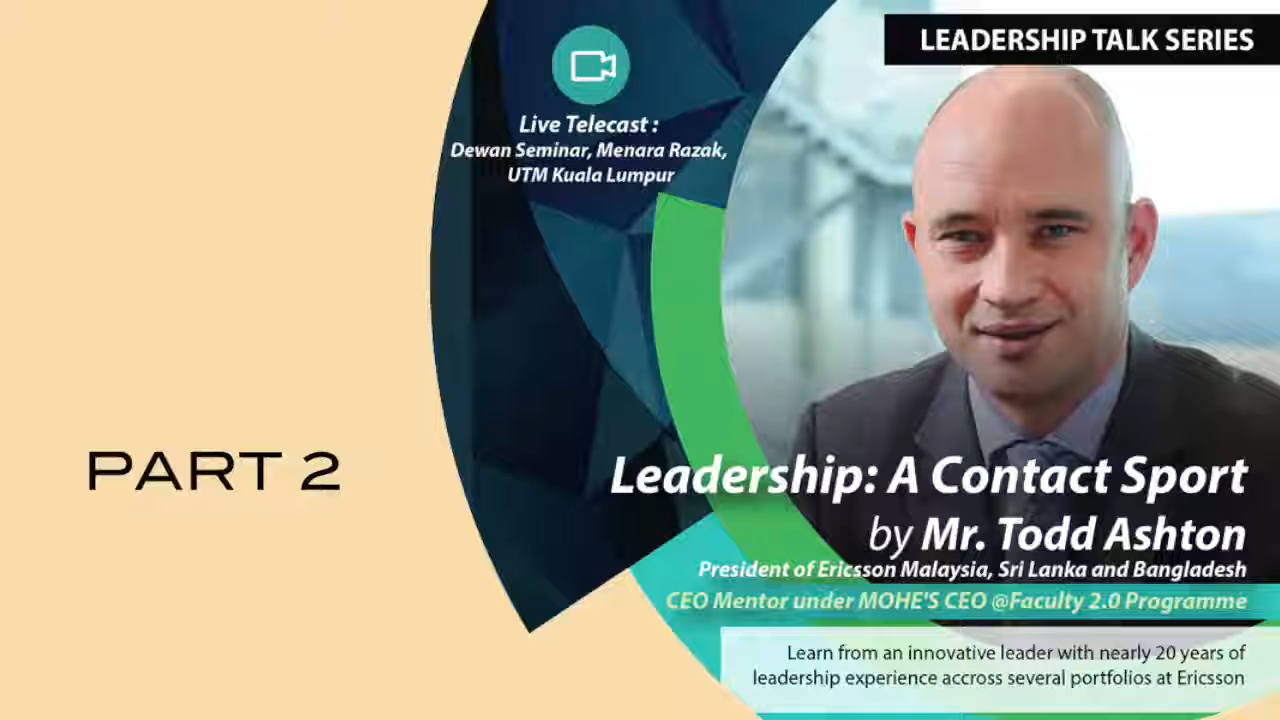 LEADERSHIP TALK SERIES
Live Telecast :
Dewan Seminar, Menara Razak,
UTM Kuala Lumpur
PART 2
Leadership: A Contact Sport
by Mr. Todd Ashton
President of Ericsson Malaysia, Sri Lanka and Bangladesh
CEO Mentor under MOHE'S CEO @Faculty 2.0 Programme
Learn from an innovative leader with nearly 20 years of
leadership experience accross several portfolios at Ericsson